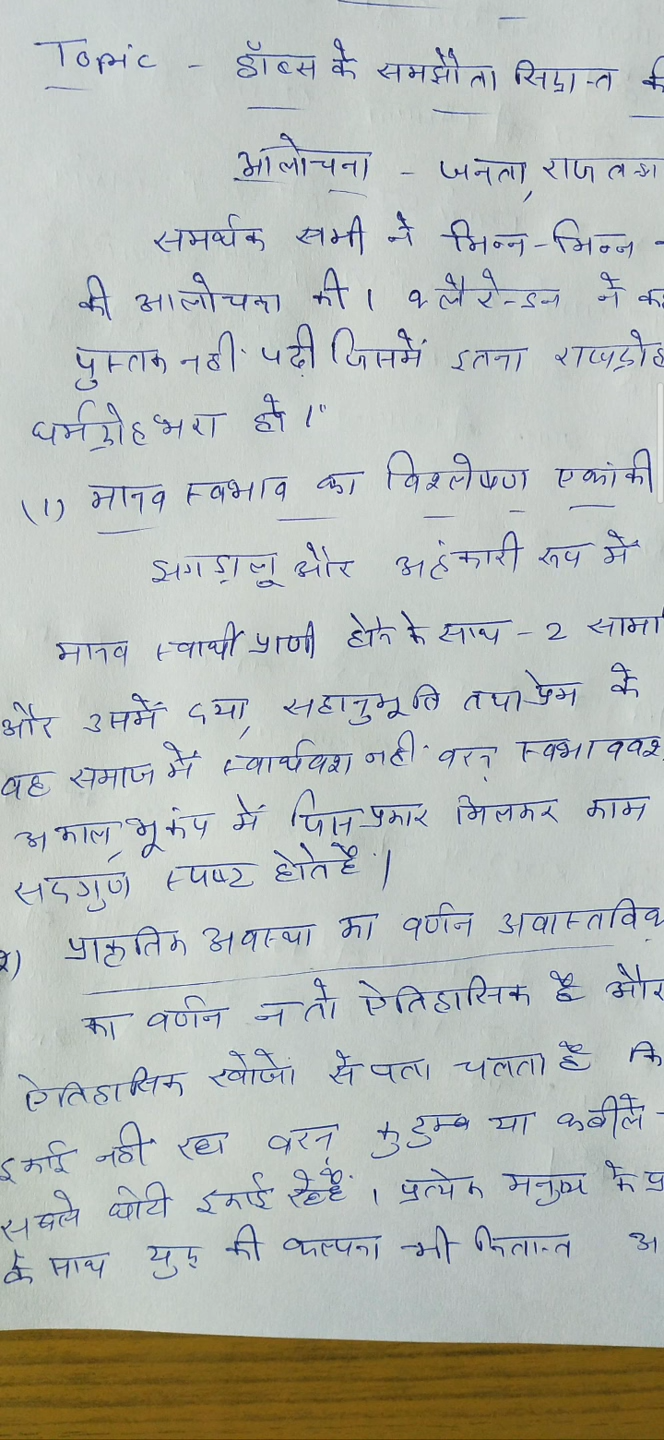 Topic - हॉब्स के समझौता सिद्धान्त की
आलोचना - जनता, राजतन्त्र
समर्थक सभी ने भिन्न-भिन्न
की आलोचना की। क्लैरेन्डन ने कहा
पुस्तक नहीं पढ़ी जिसमें इतना राजद्रोह
धर्मद्रोह भरा हो।"
(1) मानव स्वभाव का विश्लेषण एकांकी
झगड़ालू और अहंकारी रूप में
मानव स्वार्थी प्राणी होने के साथ-2 सामा
और उसमें दया, सहानुभूति तथा प्रेम के
वह समाज में स्वार्थवश नहीं वरन् स्वभाववश
अकाल, भूकंप में जिस प्रकार मिलकर काम
सदगुण स्पष्ट होते है।
2) प्राकृतिक अवस्था का वर्णन अवास्तविक
का वर्णन न तो ऐतिहासिक है और
ऐतिहासिक खोजों से पता चलता है कि
इकाई नहीं रहा वरन् कुटुम्ब या कबीले
सबसे छोटी इकाई रहे हैं। प्रत्येक मनुष्य के प्र
के साथ युद्ध की कल्पना भी नितान्त अ